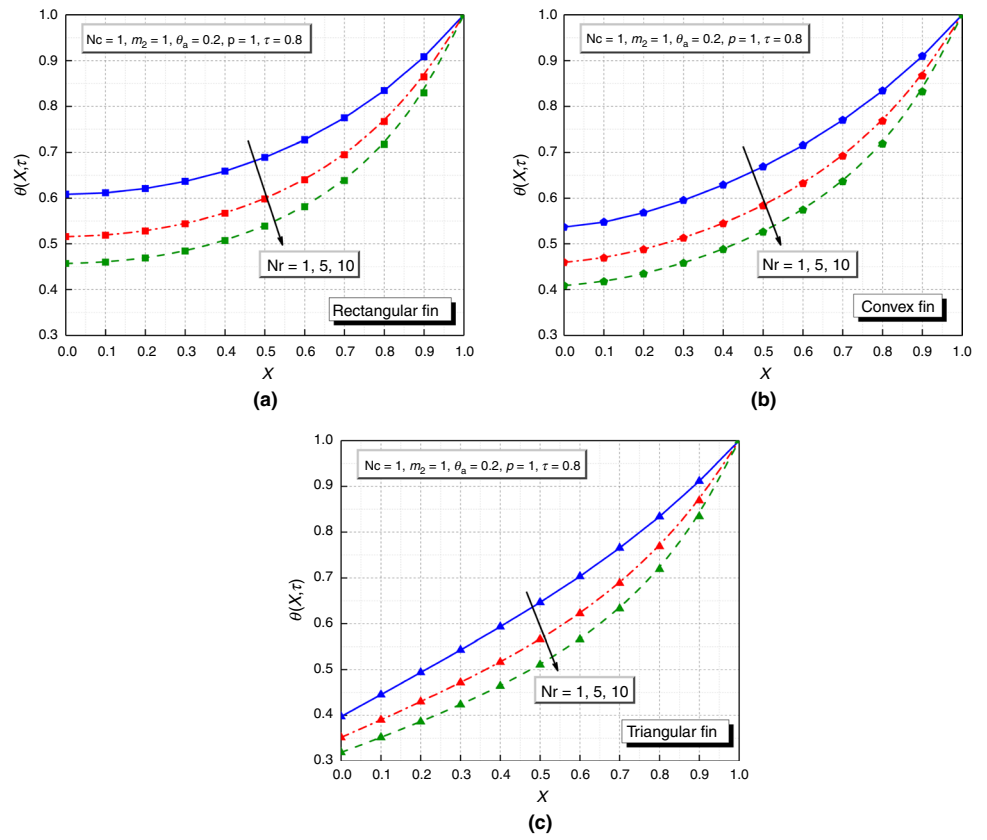 Nc = 1, m₂ = 1, θₐ = 0.2, p = 1, τ = 0.8
1.0
0.9
0.8
0.7
0.6
0.5
0.4
0.3
θ(X,τ)
Nr = 1, 5, 10
Rectangular fin
0.0 0.1 0.2 0.3 0.4 0.5 0.6 0.7 0.8 0.9 1.0
X
(a)
Nc = 1, m₂ = 1, θₐ = 0.2, p = 1, τ = 0.8
1.0
0.9
0.8
0.7
0.6
0.5
0.4
0.3
θ(X,τ)
Nr = 1, 5, 10
Convex fin
0.0 0.1 0.2 0.3 0.4 0.5 0.6 0.7 0.8 0.9 1.0
X
(b)
Nc = 1, m₂ = 1, θₐ = 0.2, p = 1, τ = 0.8
1.0
0.9
0.8
0.7
0.6
0.5
0.4
0.3
θ(X,τ)
Nr = 1, 5, 10
Triangular fin
0.0 0.1 0.2 0.3 0.4 0.5 0.6 0.7 0.8 0.9 1.0
X
(c)